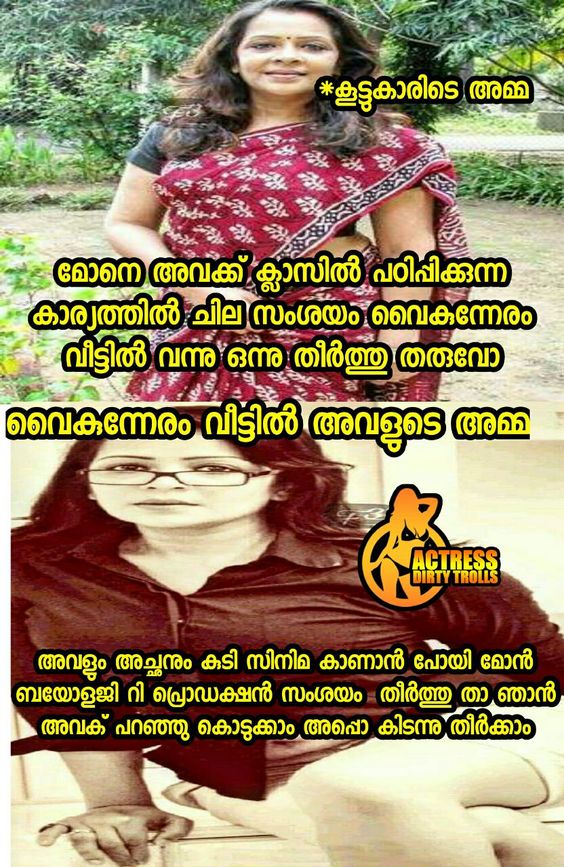 *കൂട്ടുകാരിടെ അമ്മ
മോനെ അവക്ക് ക്ലാസിൽ പഠിപ്പിക്കുന്ന
കാര്യത്തിൽ ചില സംശയം വൈകുന്നേരം
വീട്ടിൽ വന്നു ഒന്നു തീർത്തു തരുവോ
വൈകുന്നേരം വീട്ടിൽ അവളുടെ അമ്മ
ACTRESS
DIRTY TROLLS
അവളും അച്ഛനും കുടി സിനിമ കാണാൻ പോയി മോൻ
ബയോളജി റി പ്രൊഡക്ഷൻ സംശയം തീർത്തു താ ഞാൻ
അവക് പറഞ്ഞു കൊടുക്കാം അപ്പൊ കിടന്നു തീർക്കാം